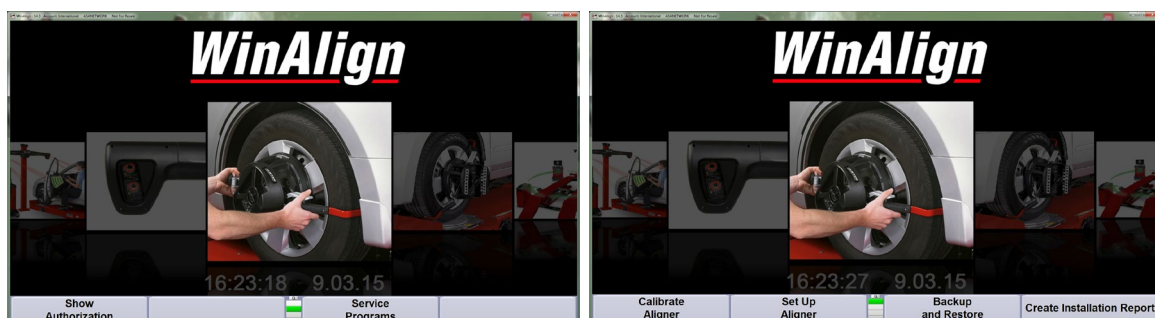 WinAlign
16:23:18 9.03.15
Show
Authorization
Service
Programs
WinAlign
16:23:27 9.03.15
Calibrate
Aligner
Set Up
Aligner
Backup
and Restore
Create Installation Report